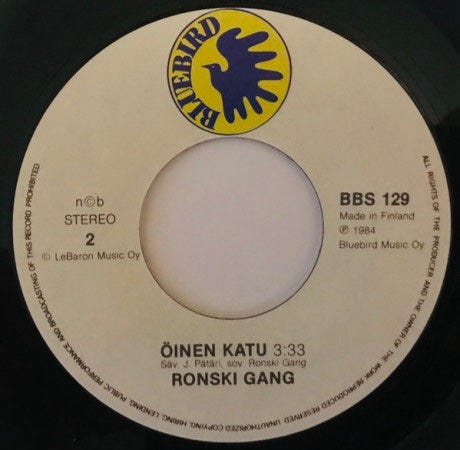 BLUEBIRD
n©b
STEREO
2
© LeBaron Music Oy
BBS 129
Made in Finland
℗ 1984
Bluebird Music Oy
ÖINEN KATU 3:33
Säv. J. Pätäri, sov. Ronski Gang
RONSKI GANG
ALL RIGHTS OF THE PRODUCER AND THE OWNER OF THE WORK REPRODUCED RESERVED UNAUTHORIZED COPYING HIRING, LENDING, PUBLIC PERFORMANCE AND BROADCASTING OF THIS RECORD PROHIBITED